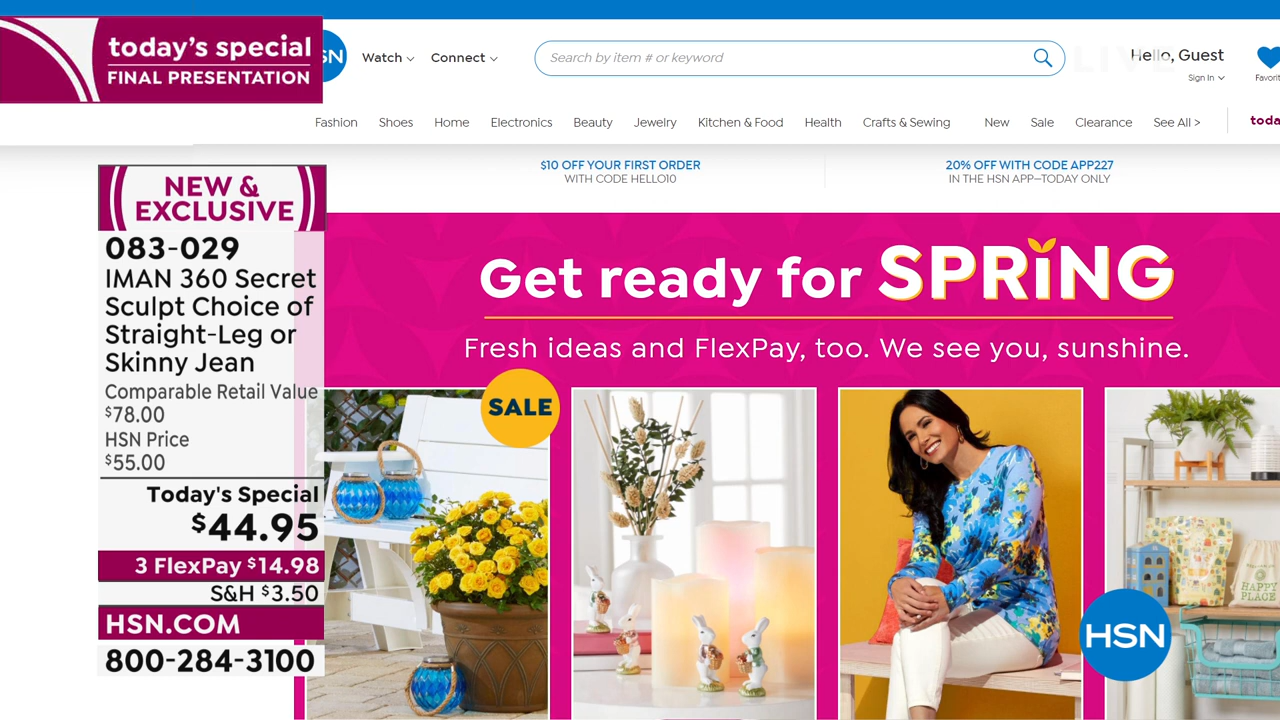 today's special
FINAL PRESENTATION
SN
Watch
Connect
Search by item # or keyword
LIVE
Hello, Guest
Sign In
Favorit
Fashion
Shoes
Home
Electronics
Beauty
Jewelry
Kitchen & Food
Health
Crafts & Sewing
New
Sale
Clearance
See All >
toda
$10 OFF YOUR FIRST ORDER
WITH CODE HELLO10
20% OFF WITH CODE APP227
IN THE HSN APP—TODAY ONLY
NEW &
EXCLUSIVE
083-029
IMAN 360 Secret
Sculpt Choice of
Straight-Leg or
Skinny Jean
Comparable Retail Value
$78.00
HSN Price
$55.00
Today's Special
$44.95
3 FlexPay $14.98
S&H $3.50
HSN.COM
800-284-3100
Get ready for SPRiNG
Fresh ideas and FlexPay, too. We see you, sunshine.
SALE
HAPPY
PLACE
HSN